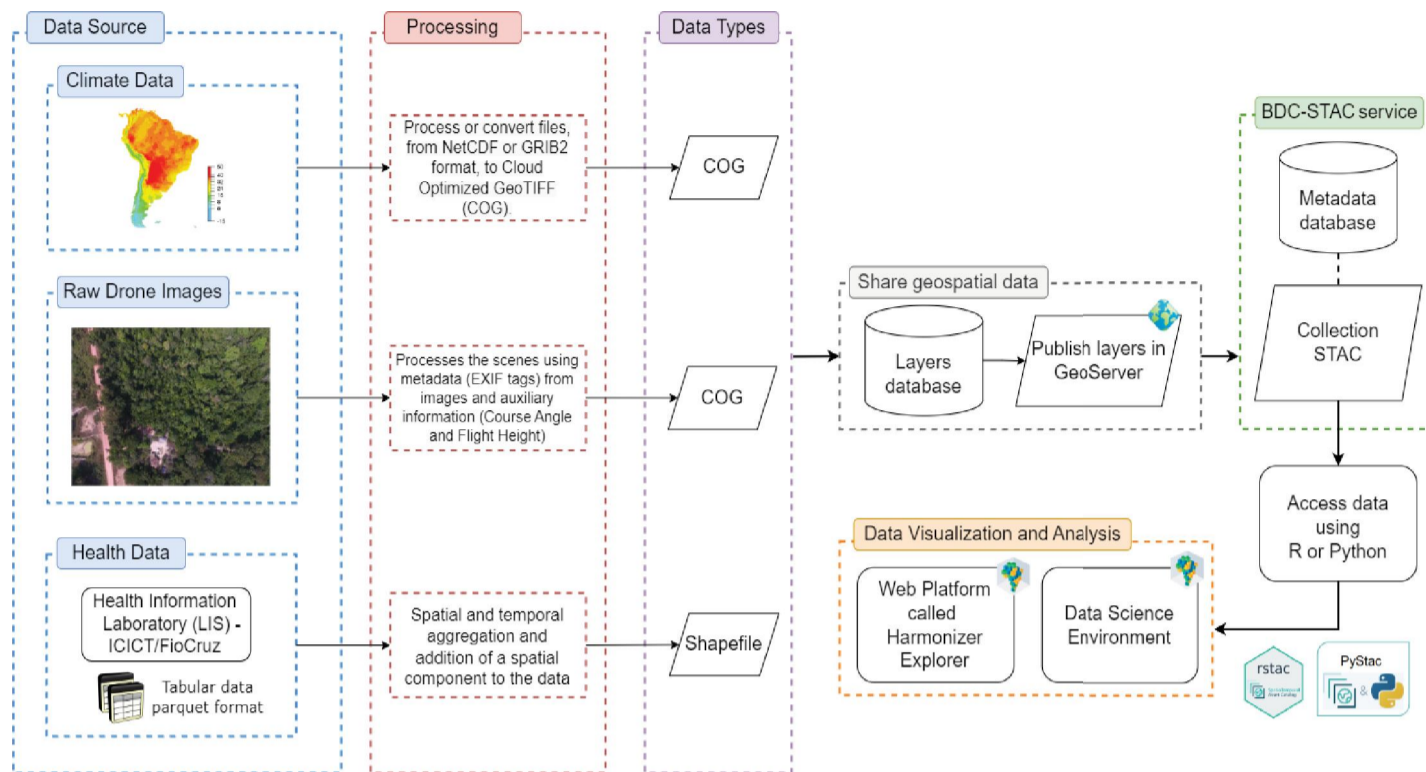 Data Source
Processing
Data Types
Climate Data
Process or convert files,
from NetCDF or GRIB2
format, to Cloud
Optimized GeoTIFF
(COG).
COG
Raw Drone Images
Processes the scenes using
metadata (EXIF tags) from
images and auxiliary
information (Course Angle
and Flight Height)
COG
Health Data
Health Information
Laboratory (LIS) -
ICICT/FioCruz
Tabular data
parquet format
Spatial and temporal
aggregation and
addition of a spatial
component to the data
Shapefile
Share geospatial data
Layers
database
Publish layers in
GeoServer
BDC-STAC service
Metadata
database
Collection
STAC
Access data
using
R or Python
Data Visualization and Analysis
Web Platform
called
Harmonizer
Explorer
Data Science
Environment
rstac
PyStac
&